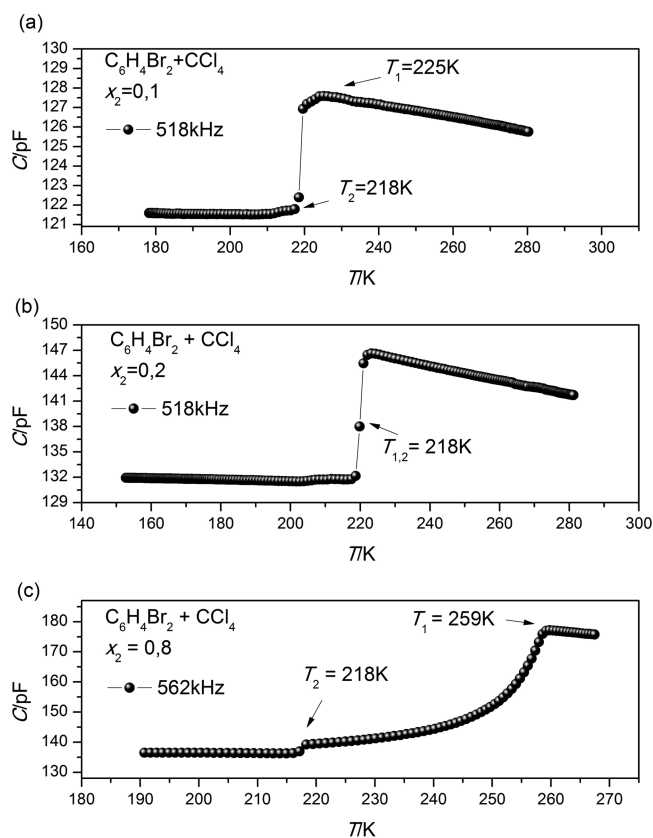 (a)
130
129
128
127
126
125
124
123
122
121
C/pF
C₆H₄Br₂+CCl₄
x₂=0,1
518kHz
T₁=225K
T₂=218K
160 180 200 220 240 260 280 300
T/K
(b)
150
147
144
141
138
135
132
129
C/pF
C₆H₄Br₂ + CCl₄
x₂=0,2
518kHz
T₁,₂= 218K
140 160 180 200 220 240 260 280 300
T/K
(c)
180
170
160
150
140
130
C/pF
C₆H₄Br₂ + CCl₄
x₂ = 0,8
562kHz
T₁ = 259K
T₂ = 218K
180 190 200 210 220 230 240 250 260 270
T/K